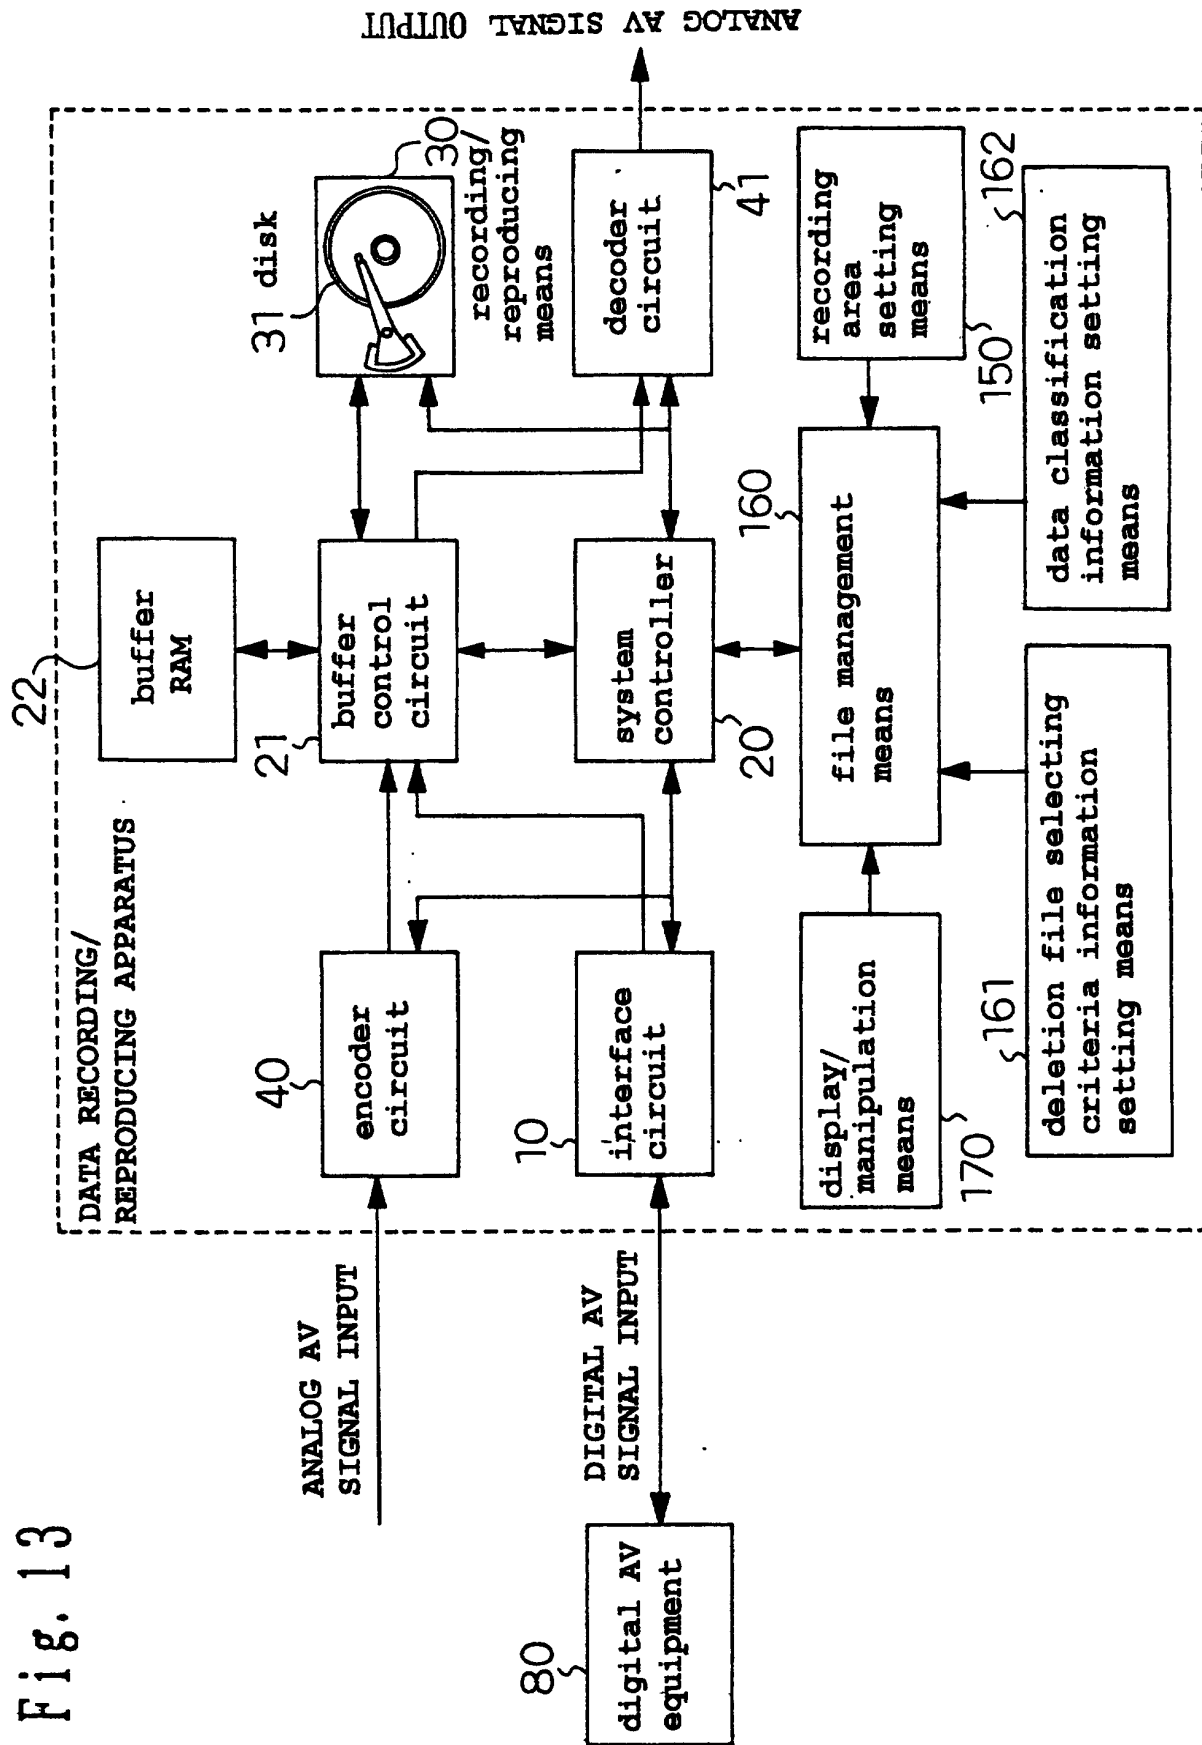 Fig. 13
DATA RECORDING/
REPRODUCING APPARATUS
22
buffer
RAM
ANALOG AV
SIGNAL INPUT
40
encoder
circuit
21
buffer
control
circuit
31 disk
30
recording/
reproducing
means
80
digital AV
equipment
DIGITAL AV
SIGNAL INPUT
10
interface
circuit
system
controller
20
decoder
circuit
41
ANALOG AV SIGNAL OUTPUT
display/
manipulation
means
170
160
file management
means
recording
area
setting
means
150
161
deletion file selecting
criteria information
setting means
162
data classification
information setting
means